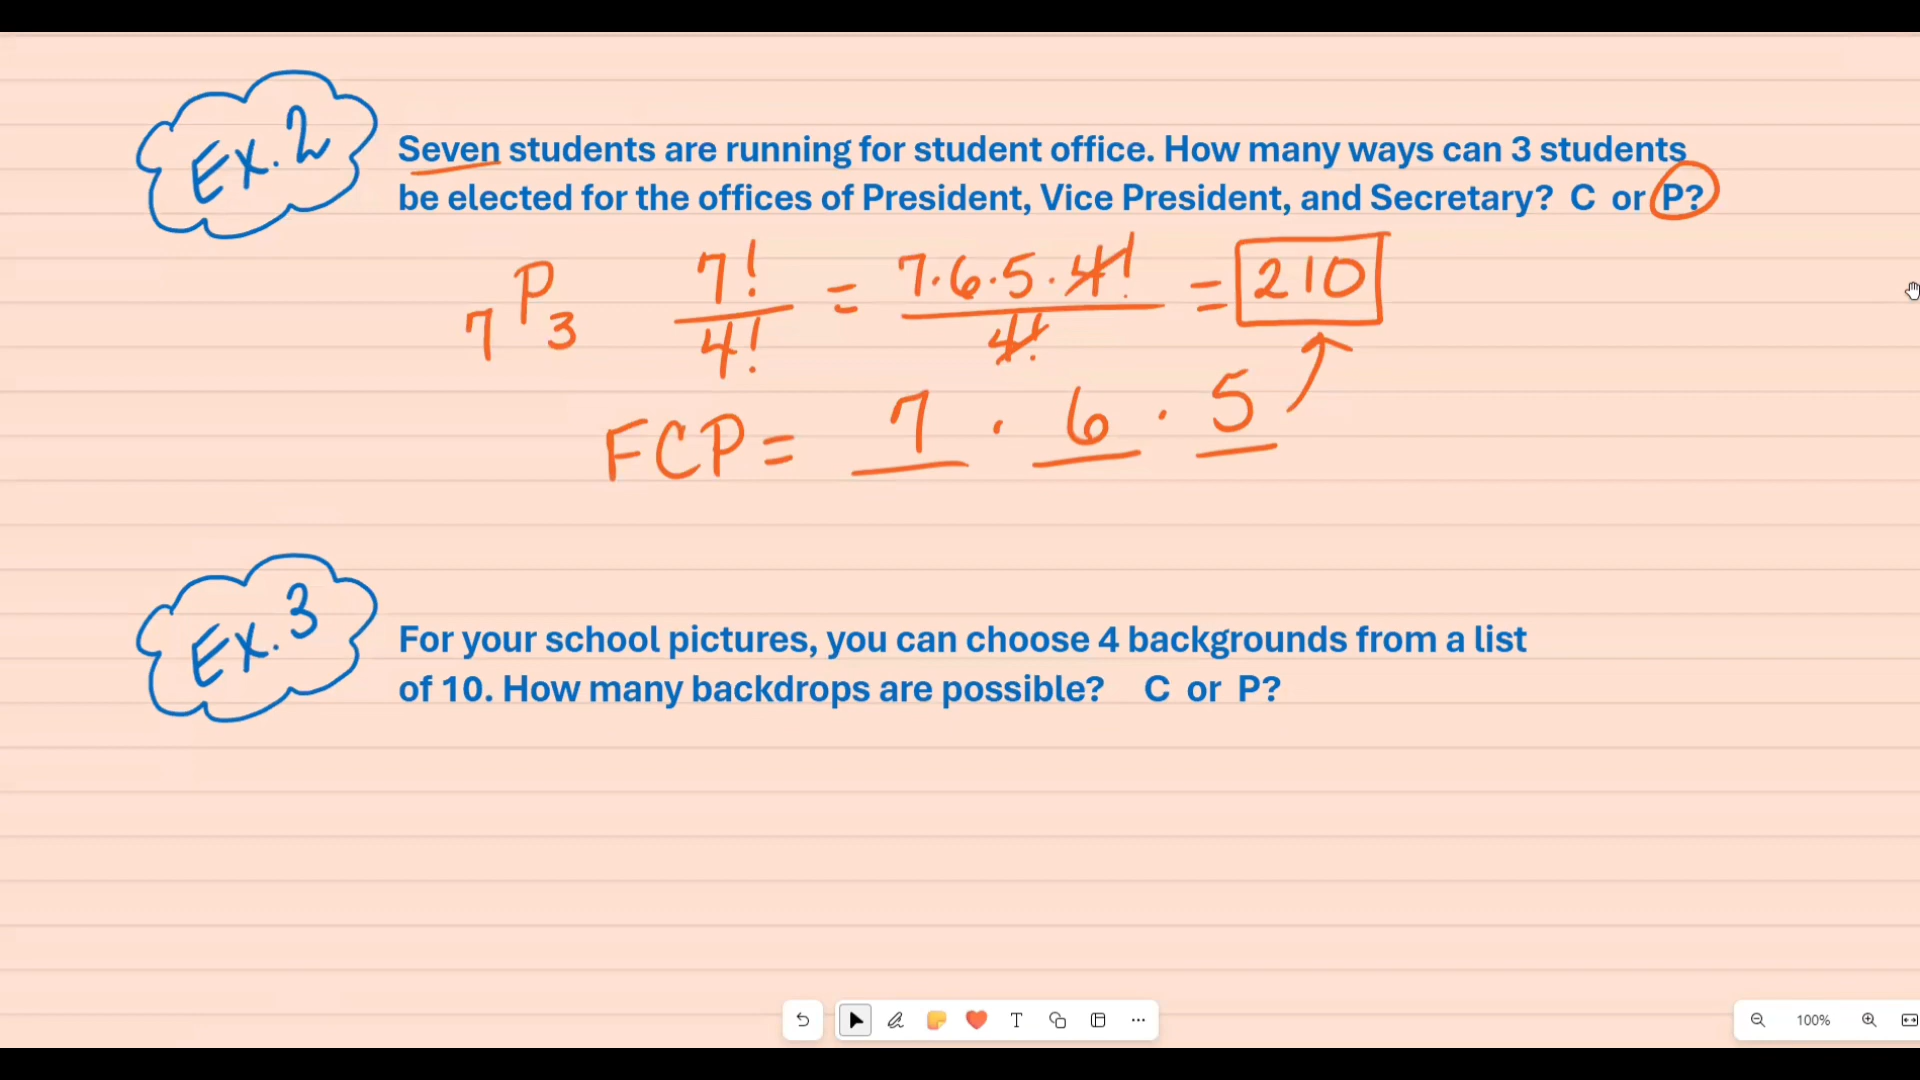 Ex. 2
Seven students are running for student office. How many ways can 3 students
be elected for the offices of President, Vice President, and Secretary? C or P?
7 P 3 7! / 4! = 7·6·5·4! / 4! = 210
FCP = 7 · 6 · 5
Ex. 3
For your school pictures, you can choose 4 backgrounds from a list
of 10. How many backdrops are possible? C or P?
T
100%